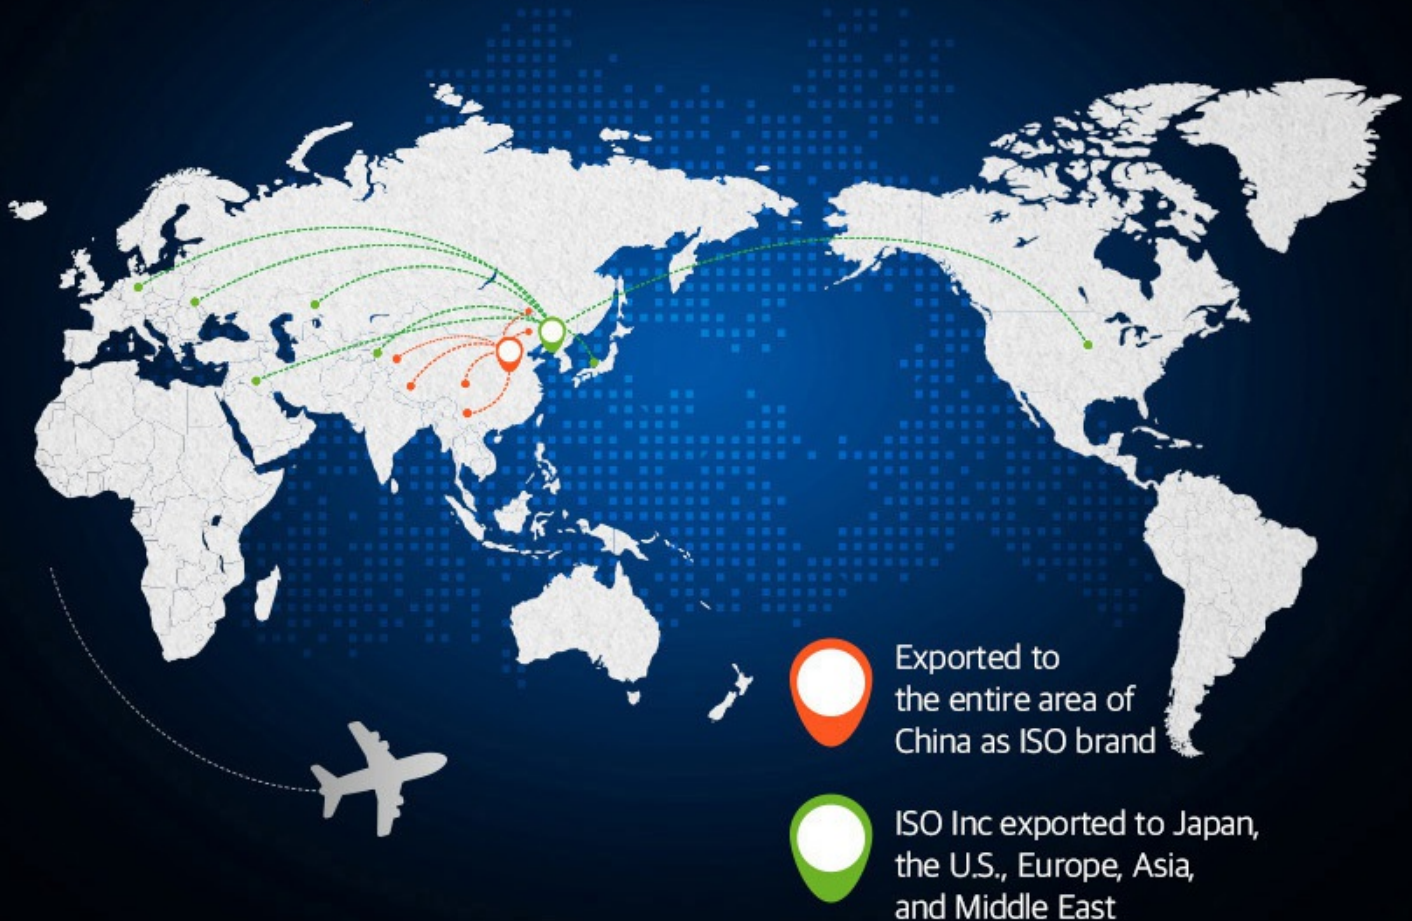 Exported to
the entire area of
China as ISO brand
ISO Inc exported to Japan,
the U.S., Europe, Asia,
and Middle East